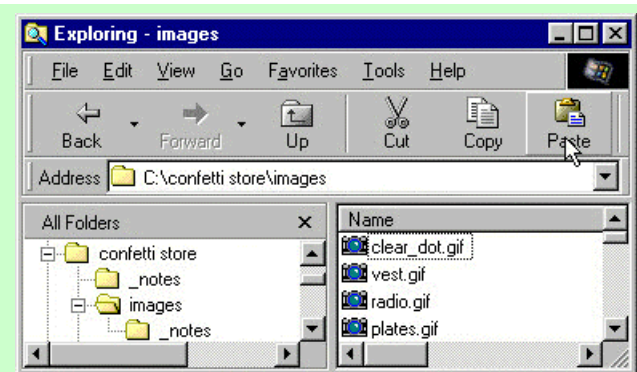 Exploring - images
File Edit View Go Favorites Tools Help
Back Forward Up Cut Copy Paste
Address C:\confetti store\images
All Folders x Name
confetti store
_notes
images
_notes
clear_dot.gif
vest.gif
radio.gif
plates.gif